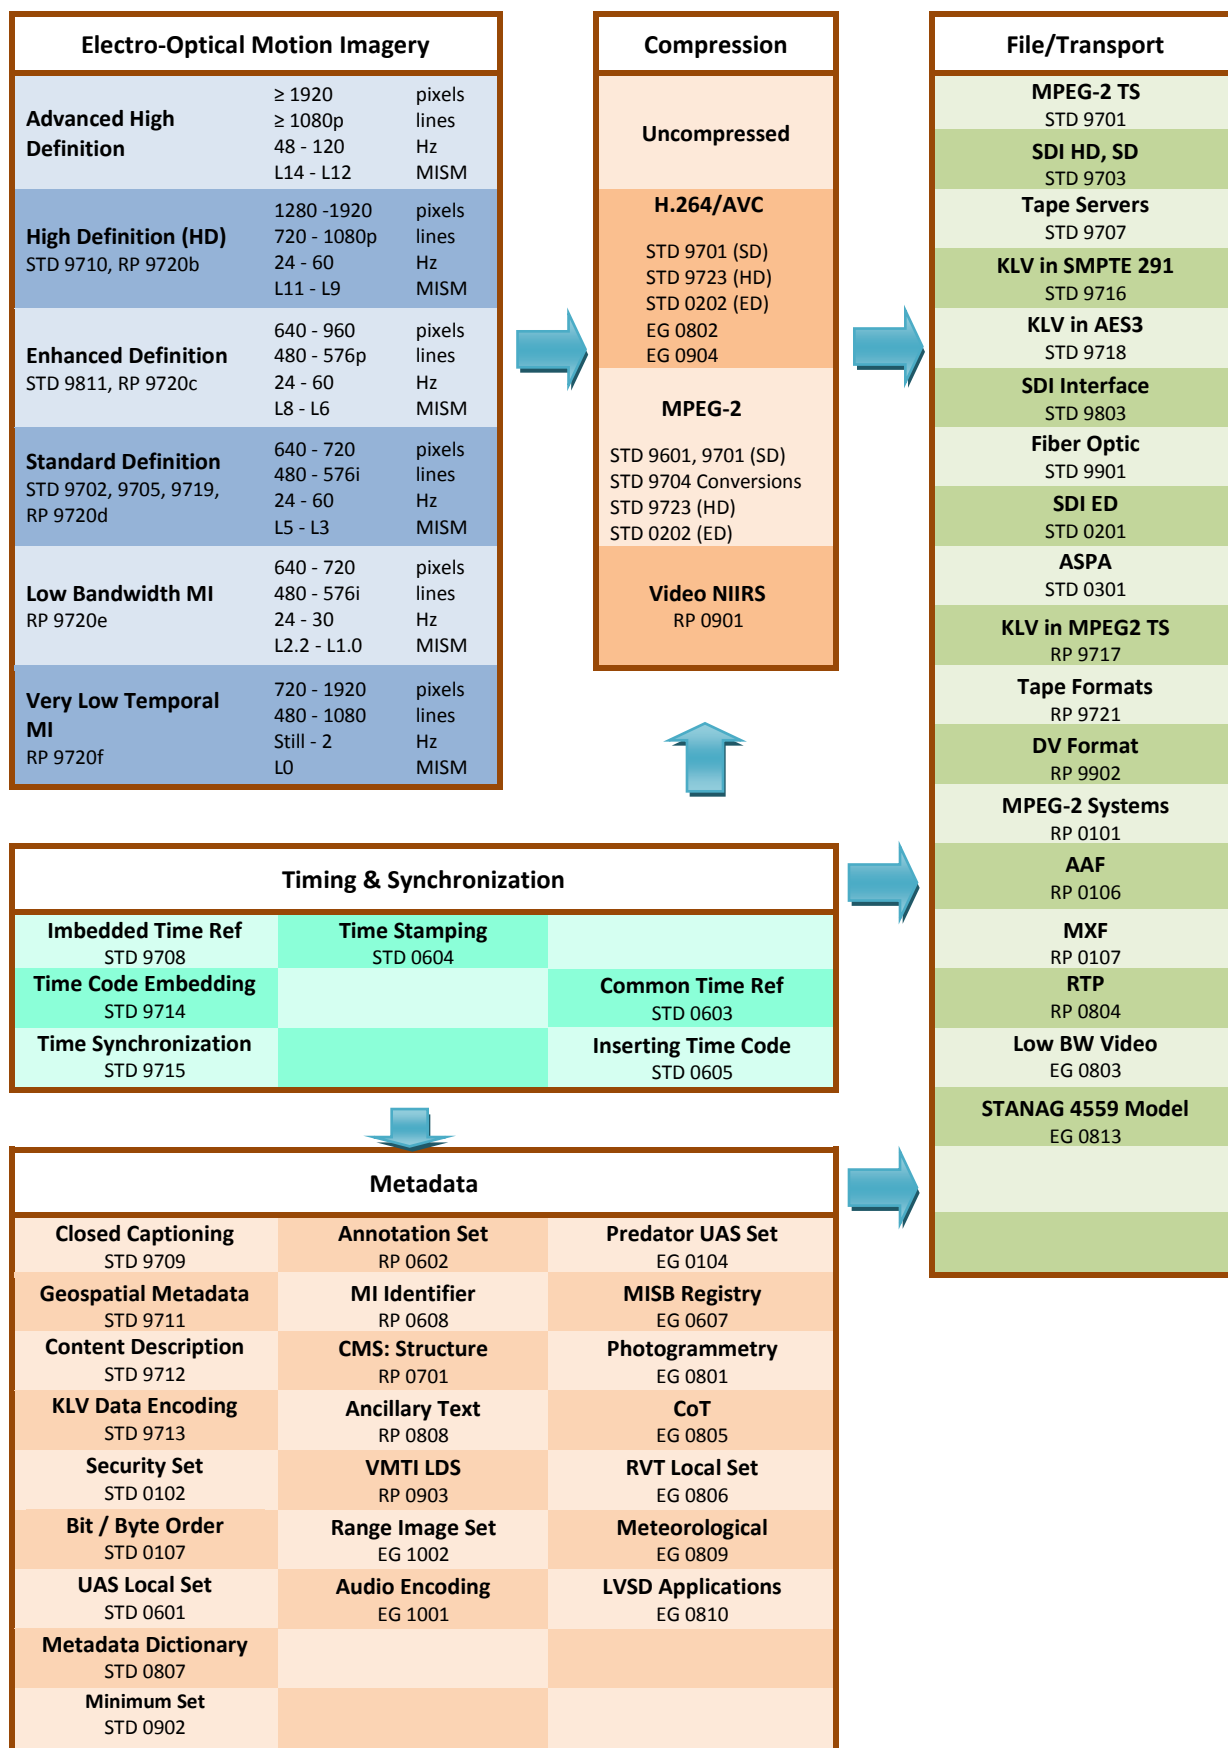 Electro-Optical Motion Imagery
Advanced High
Definition
≥ 1920 pixels
≥ 1080p lines
48 - 120 Hz
L14 - L12 MISM
High Definition (HD)
STD 9710, RP 9720b
1280 -1920 pixels
720 - 1080p lines
24 - 60 Hz
L11 - L9 MISM
Enhanced Definition
STD 9811, RP 9720c
640 - 960 pixels
480 - 576p lines
24 - 60 Hz
L8 - L6 MISM
Standard Definition
STD 9702, 9705, 9719,
RP 9720d
640 - 720 pixels
480 - 576i lines
24 - 60 Hz
L5 - L3 MISM
Low Bandwidth MI
RP 9720e
640 - 720 pixels
480 - 576i lines
24 - 30 Hz
L2.2 - L1.0 MISM
Very Low Temporal
MI
RP 9720f
720 - 1920 pixels
480 - 1080 lines
Still - 2 Hz
L0 MISM
Compression
Uncompressed
H.264/AVC
STD 9701 (SD)
STD 9723 (HD)
STD 0202 (ED)
EG 0802
EG 0904
MPEG-2
STD 9601, 9701 (SD)
STD 9704 Conversions
STD 9723 (HD)
STD 0202 (ED)
Video NIIRS
RP 0901
File/Transport
MPEG-2 TS
STD 9701
SDI HD, SD
STD 9703
Tape Servers
STD 9707
KLV in SMPTE 291
STD 9716
KLV in AES3
STD 9718
SDI Interface
STD 9803
Fiber Optic
STD 9901
SDI ED
STD 0201
ASPA
STD 0301
KLV in MPEG2 TS
RP 9717
Tape Formats
RP 9721
DV Format
RP 9902
MPEG-2 Systems
RP 0101
AAF
RP 0106
MXF
RP 0107
RTP
RP 0804
Low BW Video
EG 0803
STANAG 4559 Model
EG 0813
Timing & Synchronization
Imbedded Time Ref
STD 9708
Time Stamping
STD 0604
Time Code Embedding
STD 9714
Common Time Ref
STD 0603
Time Synchronization
STD 9715
Inserting Time Code
STD 0605
Metadata
Closed Captioning
STD 9709
Annotation Set
RP 0602
Predator UAS Set
EG 0104
Geospatial Metadata
STD 9711
MI Identifier
RP 0608
MISB Registry
EG 0607
Content Description
STD 9712
CMS: Structure
RP 0701
Photogrammetry
EG 0801
KLV Data Encoding
STD 9713
Ancillary Text
RP 0808
CoT
EG 0805
Security Set
STD 0102
VMTI LDS
RP 0903
RVT Local Set
EG 0806
Bit / Byte Order
STD 0107
Range Image Set
EG 1002
Meteorological
EG 0809
UAS Local Set
STD 0601
Audio Encoding
EG 1001
LVSD Applications
EG 0810
Metadata Dictionary
STD 0807
Minimum Set
STD 0902